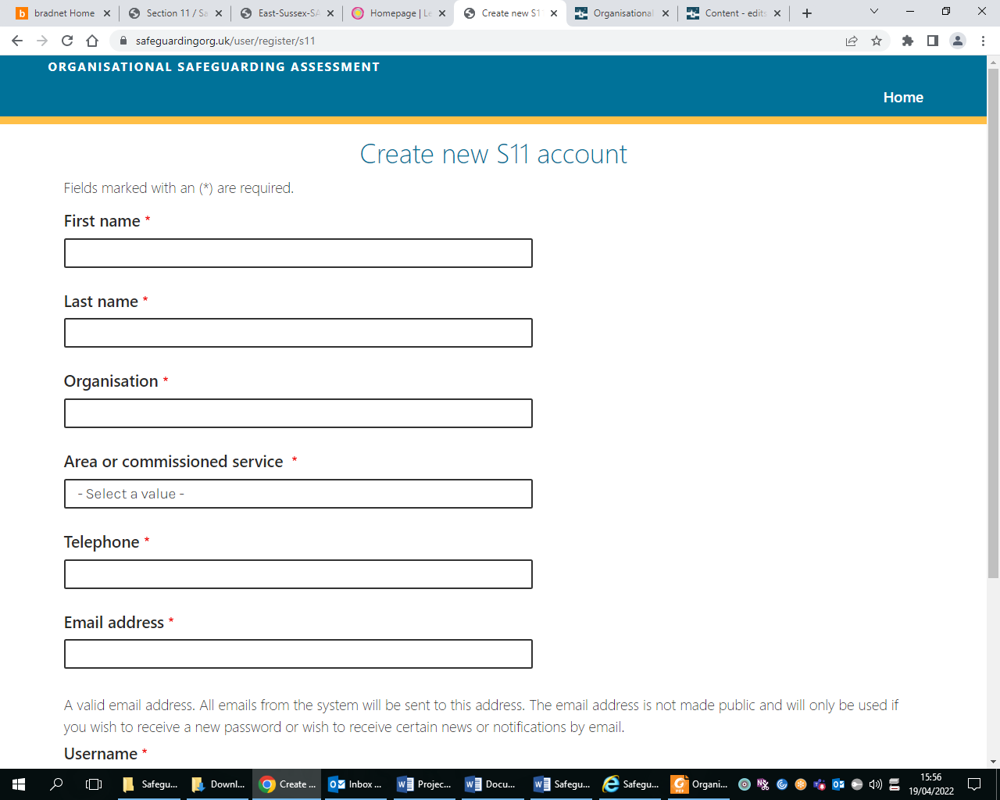 bradnet Home
Section 11 / Sa
East-Sussex-SA
Homepage | Le
Create new S1
Organisational
Content - edits
safeguardingorg.uk/user/register/s11
ORGANISATIONAL SAFEGUARDING ASSESSMENT
Home
Create new S11 account
Fields marked with an (*) are required.
First name *
Last name *
Organisation *
Area or commissioned service *
- Select a value -
Telephone *
Email address *
A valid email address. All emails from the system will be sent to this address. The email address is not made public and will only be used if
you wish to receive a new password or wish to receive certain news or notifications by email.
Username *
Safegu...
Downl...
Create ...
Inbox ...
Projec...
Docu...
Safegu...
Safegu...
Organi...
15:56
19/04/2022